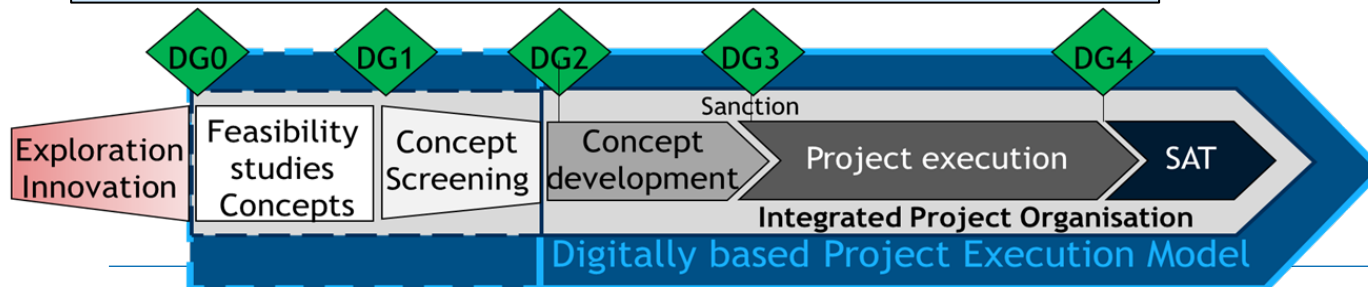 DG0
DG1
DG2
DG3
DG4
Sanction
Exploration
Innovation
Feasibility
studies
Concepts
Concept
Screening
Concept
development
Project execution
SAT
Integrated Project Organisation
Digitally based Project Execution Model